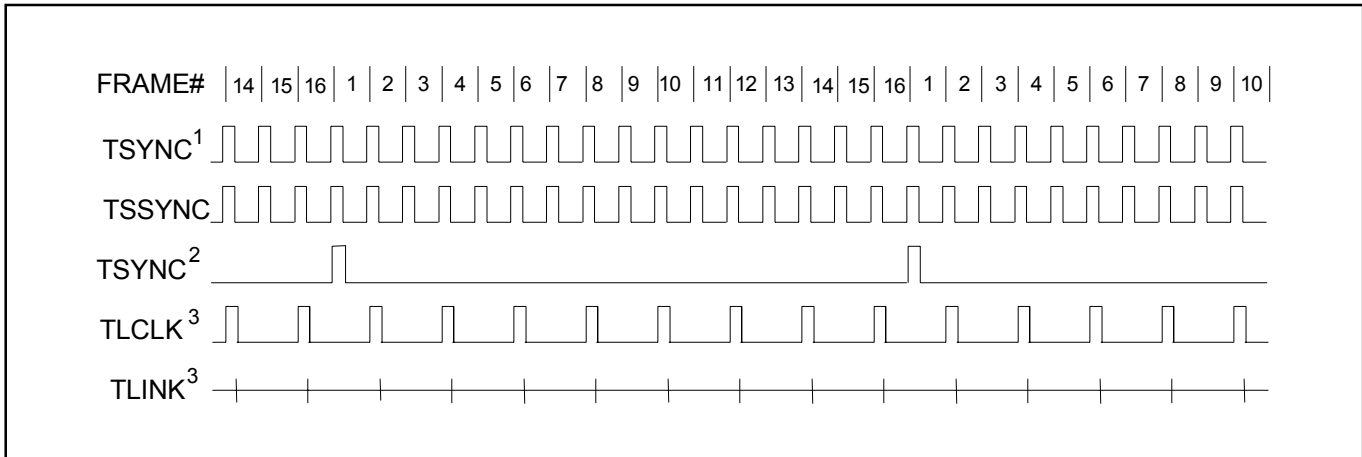 FRAME# 14 15 16 1 2 3 4 5 6 7 8 9 10 11 12 13 14 15 16 1 2 3 4 5 6 7 8 9 10
TSYNC¹
TSSYNC
TSYNC²
TLCLK³
TLINK³